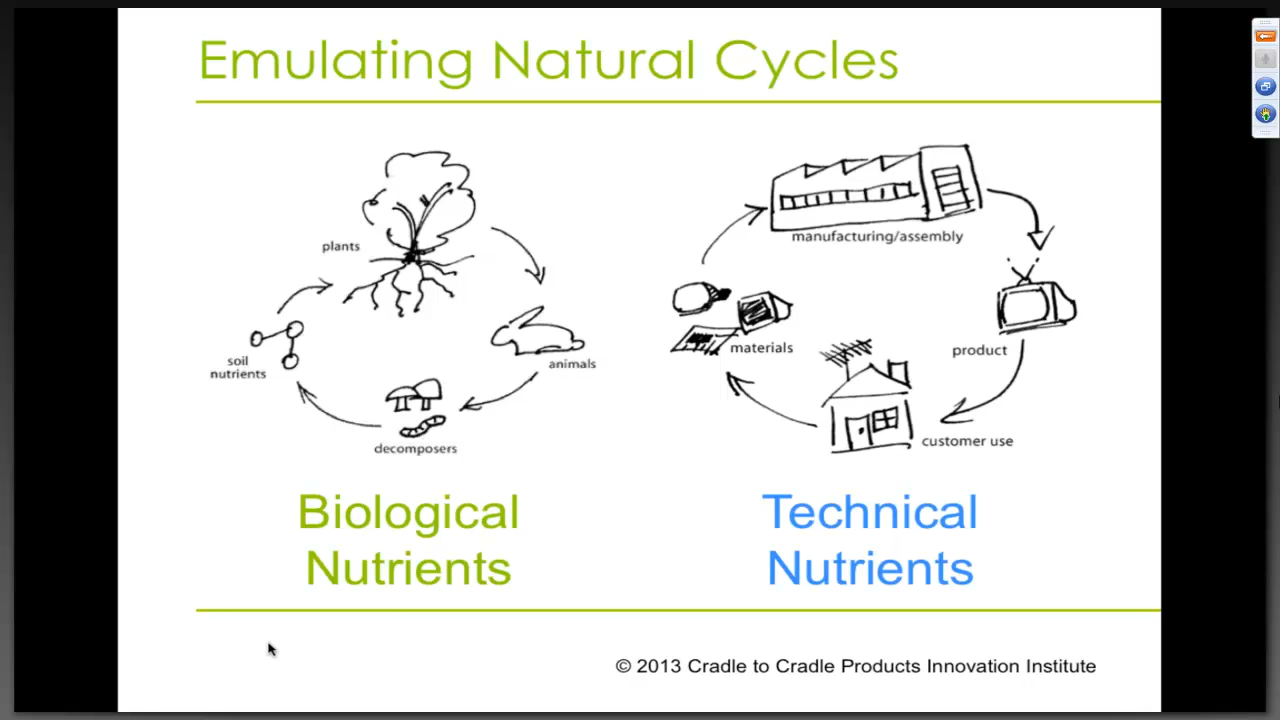 Emulating Natural Cycles
plants
soil
nutrients
animals
decomposers
manufacturing/assembly
materials
product
customer use
Biological
Nutrients
Technical
Nutrients
© 2013 Cradle to Cradle Products Innovation Institute